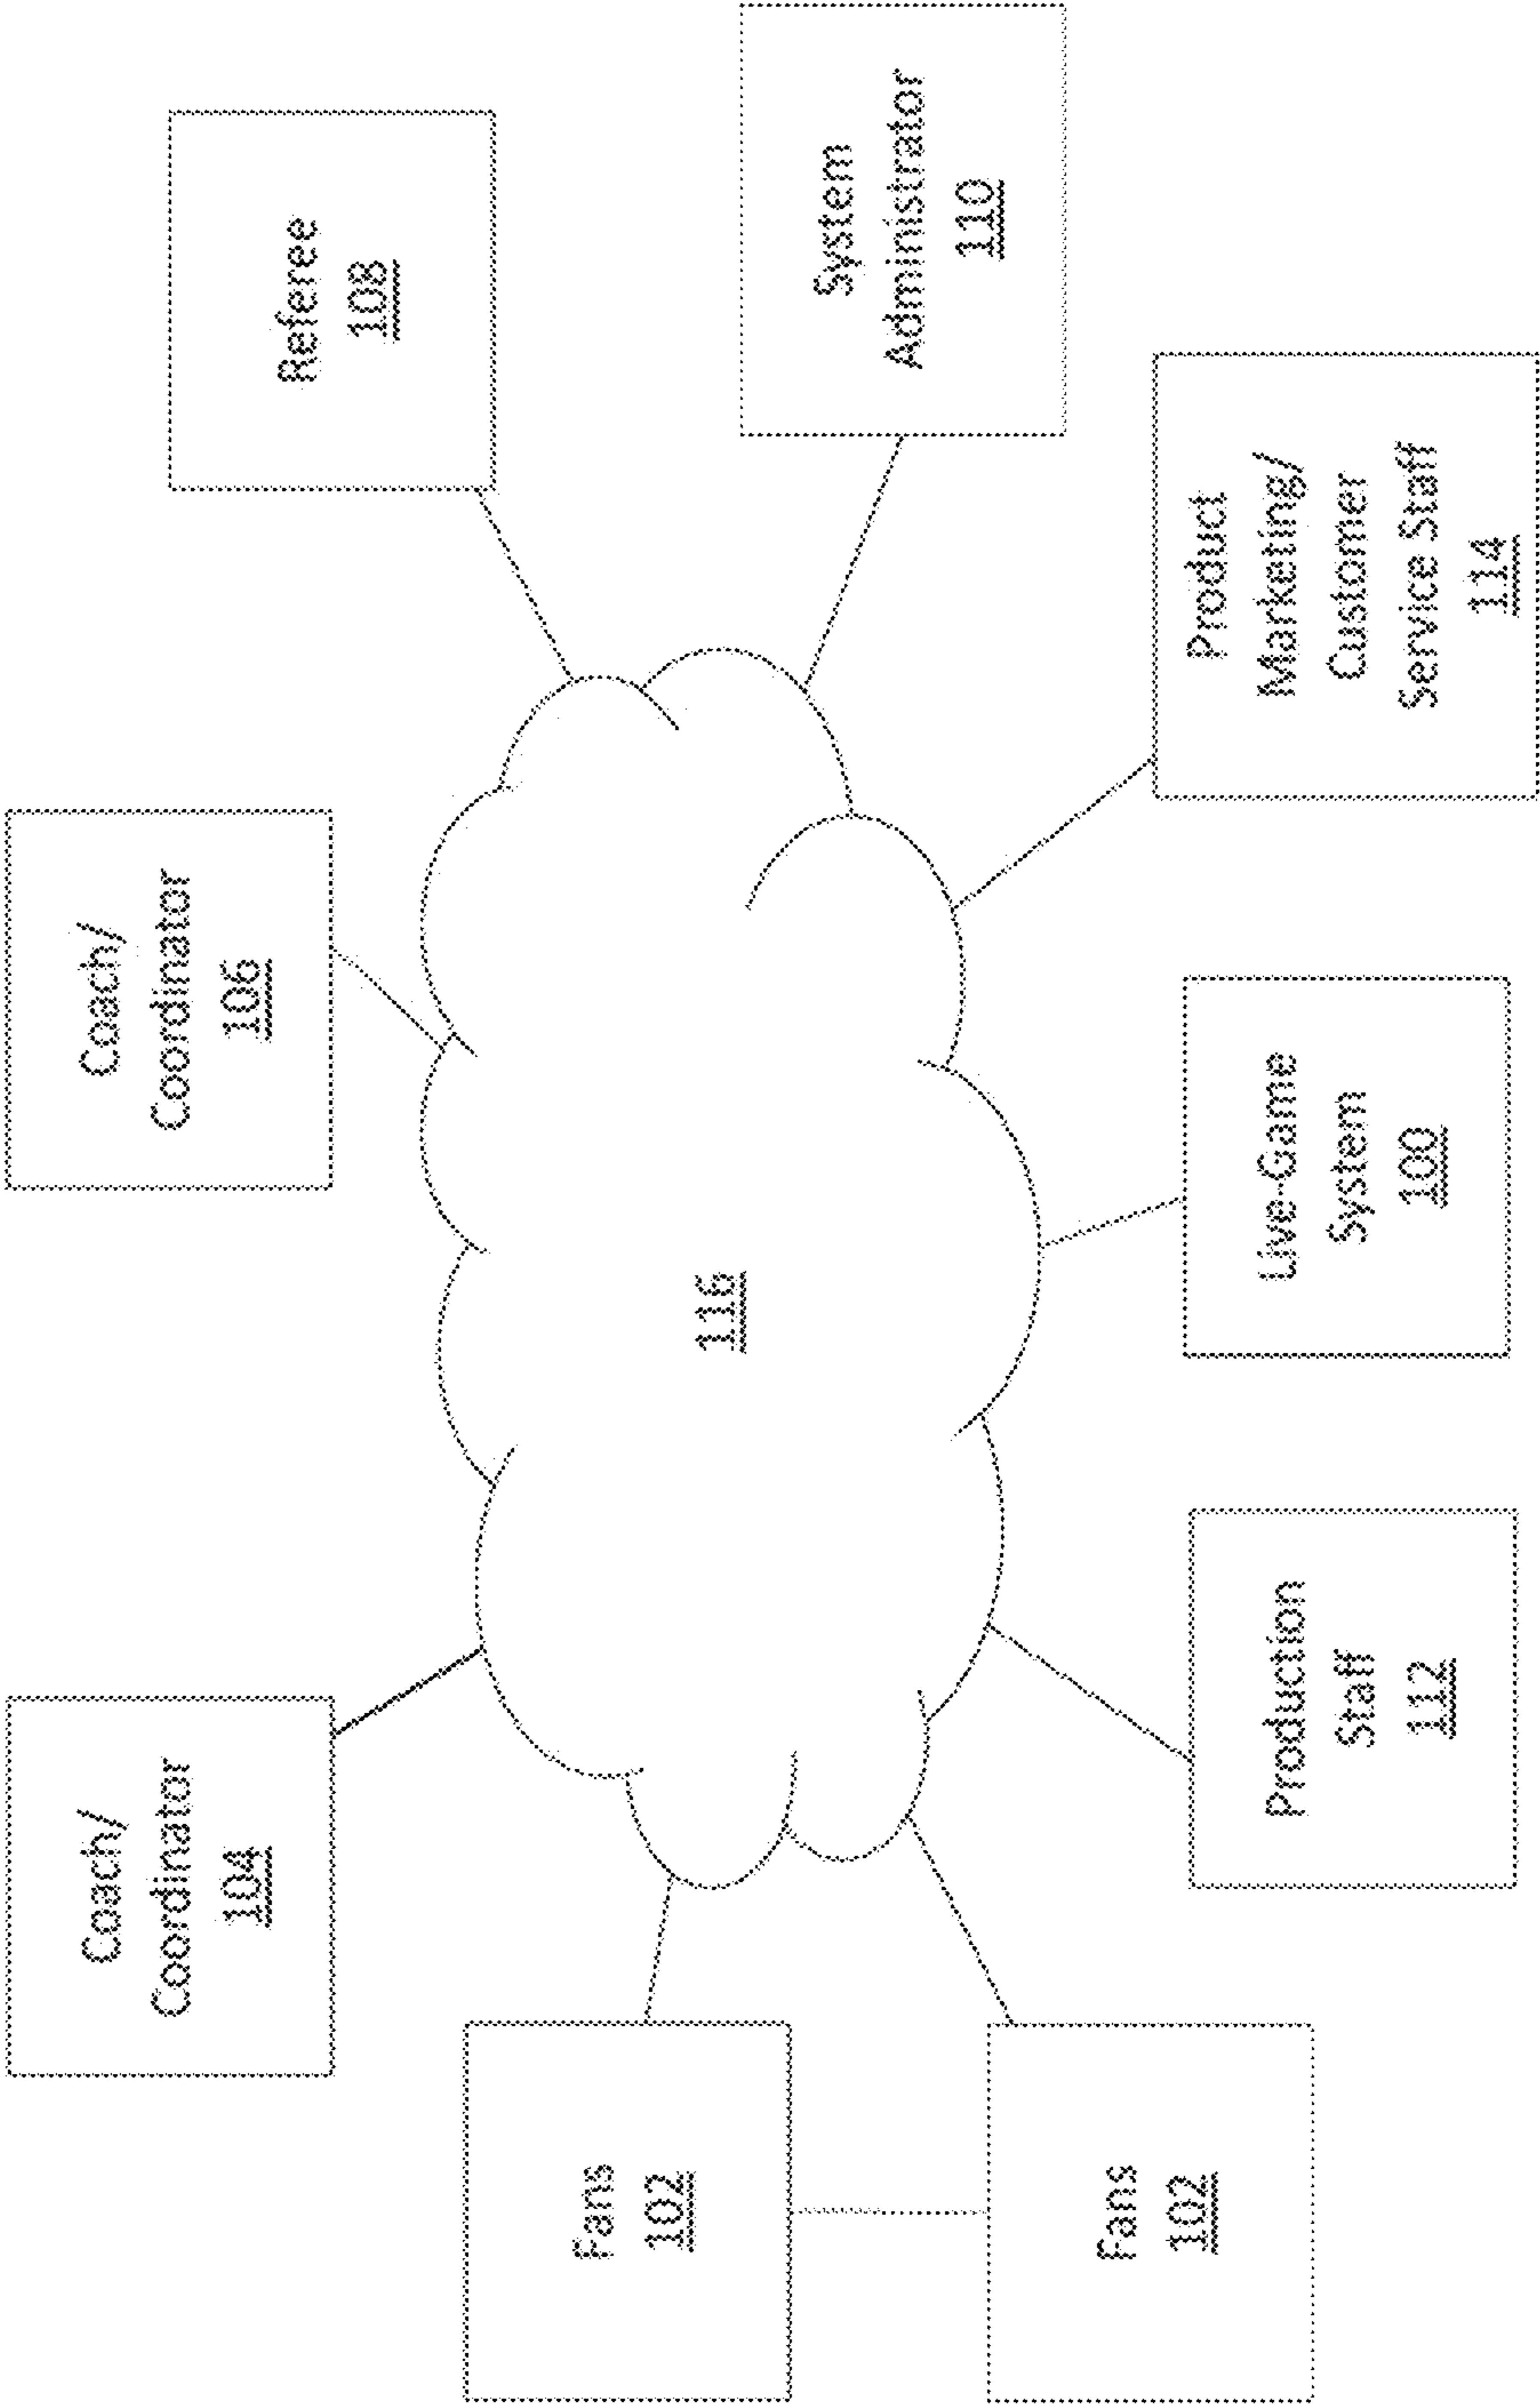 Coach/
Coordinator
104
Coach/
Coordinator
106
Referee
108
Fans
102
116
System
Administrator
110
Fans
102
Production
Staff
112
Live-Game
System
100
Product
Marketing/
Customer
Service Staff
114